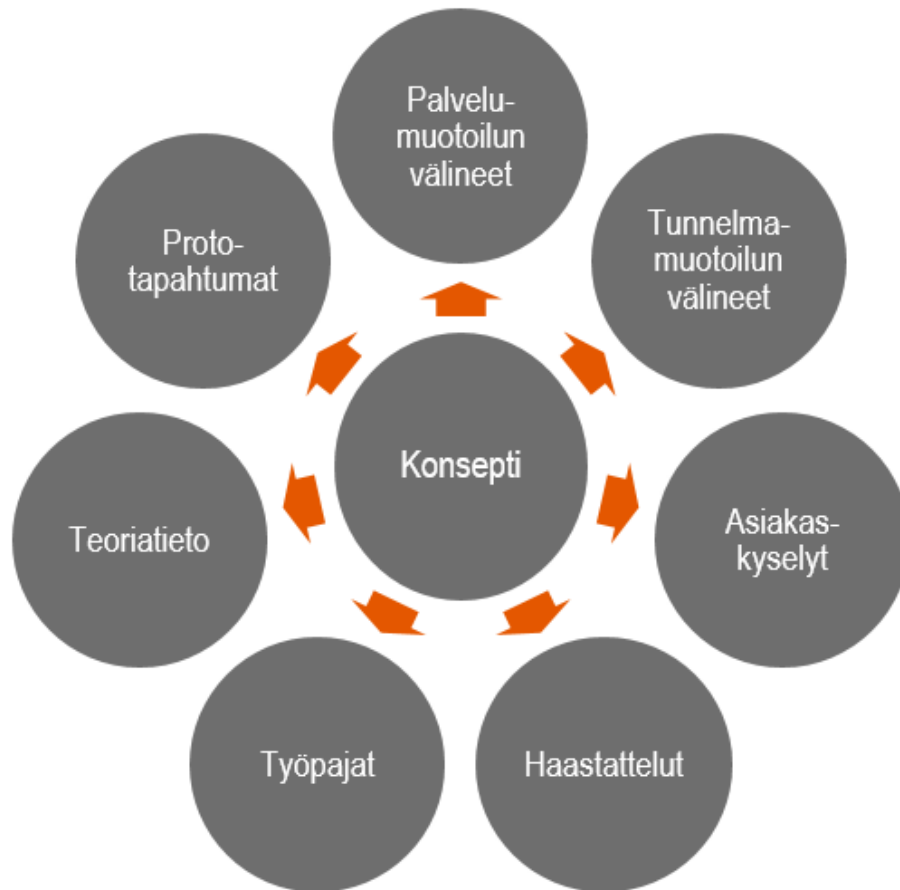 Palvelu-
muotoilun
välineet
Tunnelma-
muotoilun
välineet
Asiakas-
kyselyt
Haastattelut
Työpajat
Teoriatieto
Proto-
tapahtumat
Konsepti